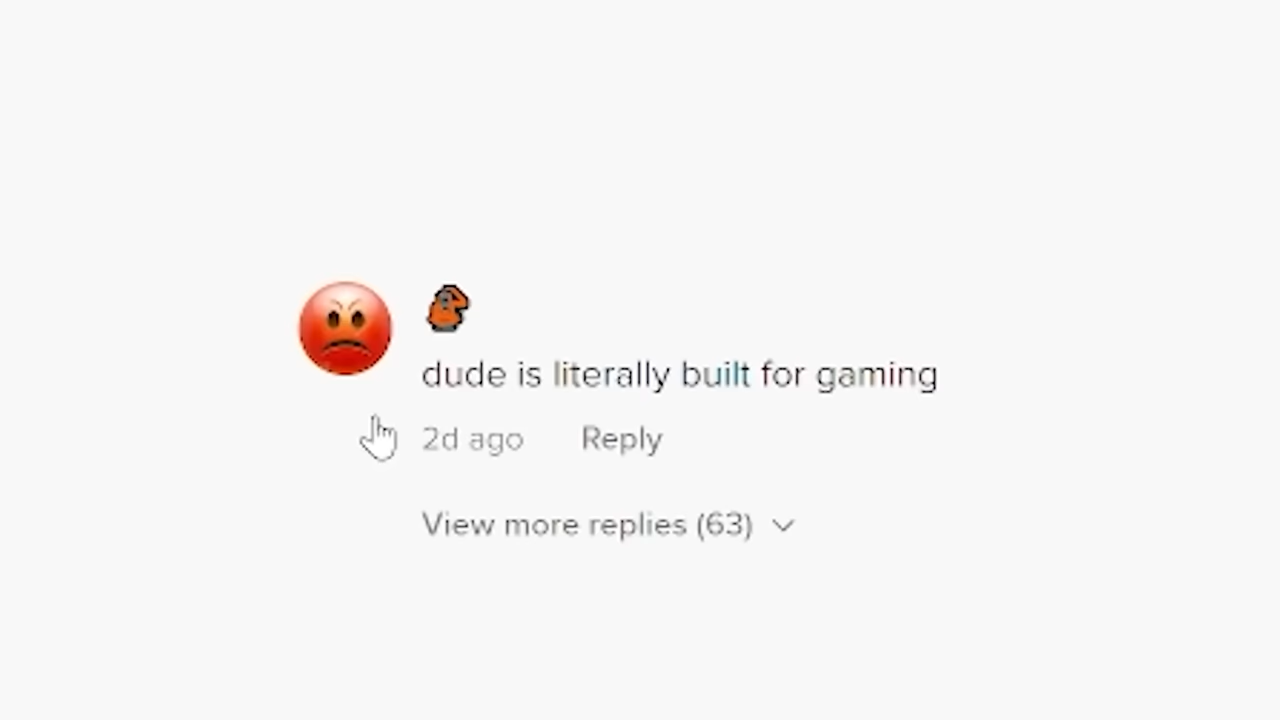 dude is literally built for gaming
2d ago Reply
View more replies (63)